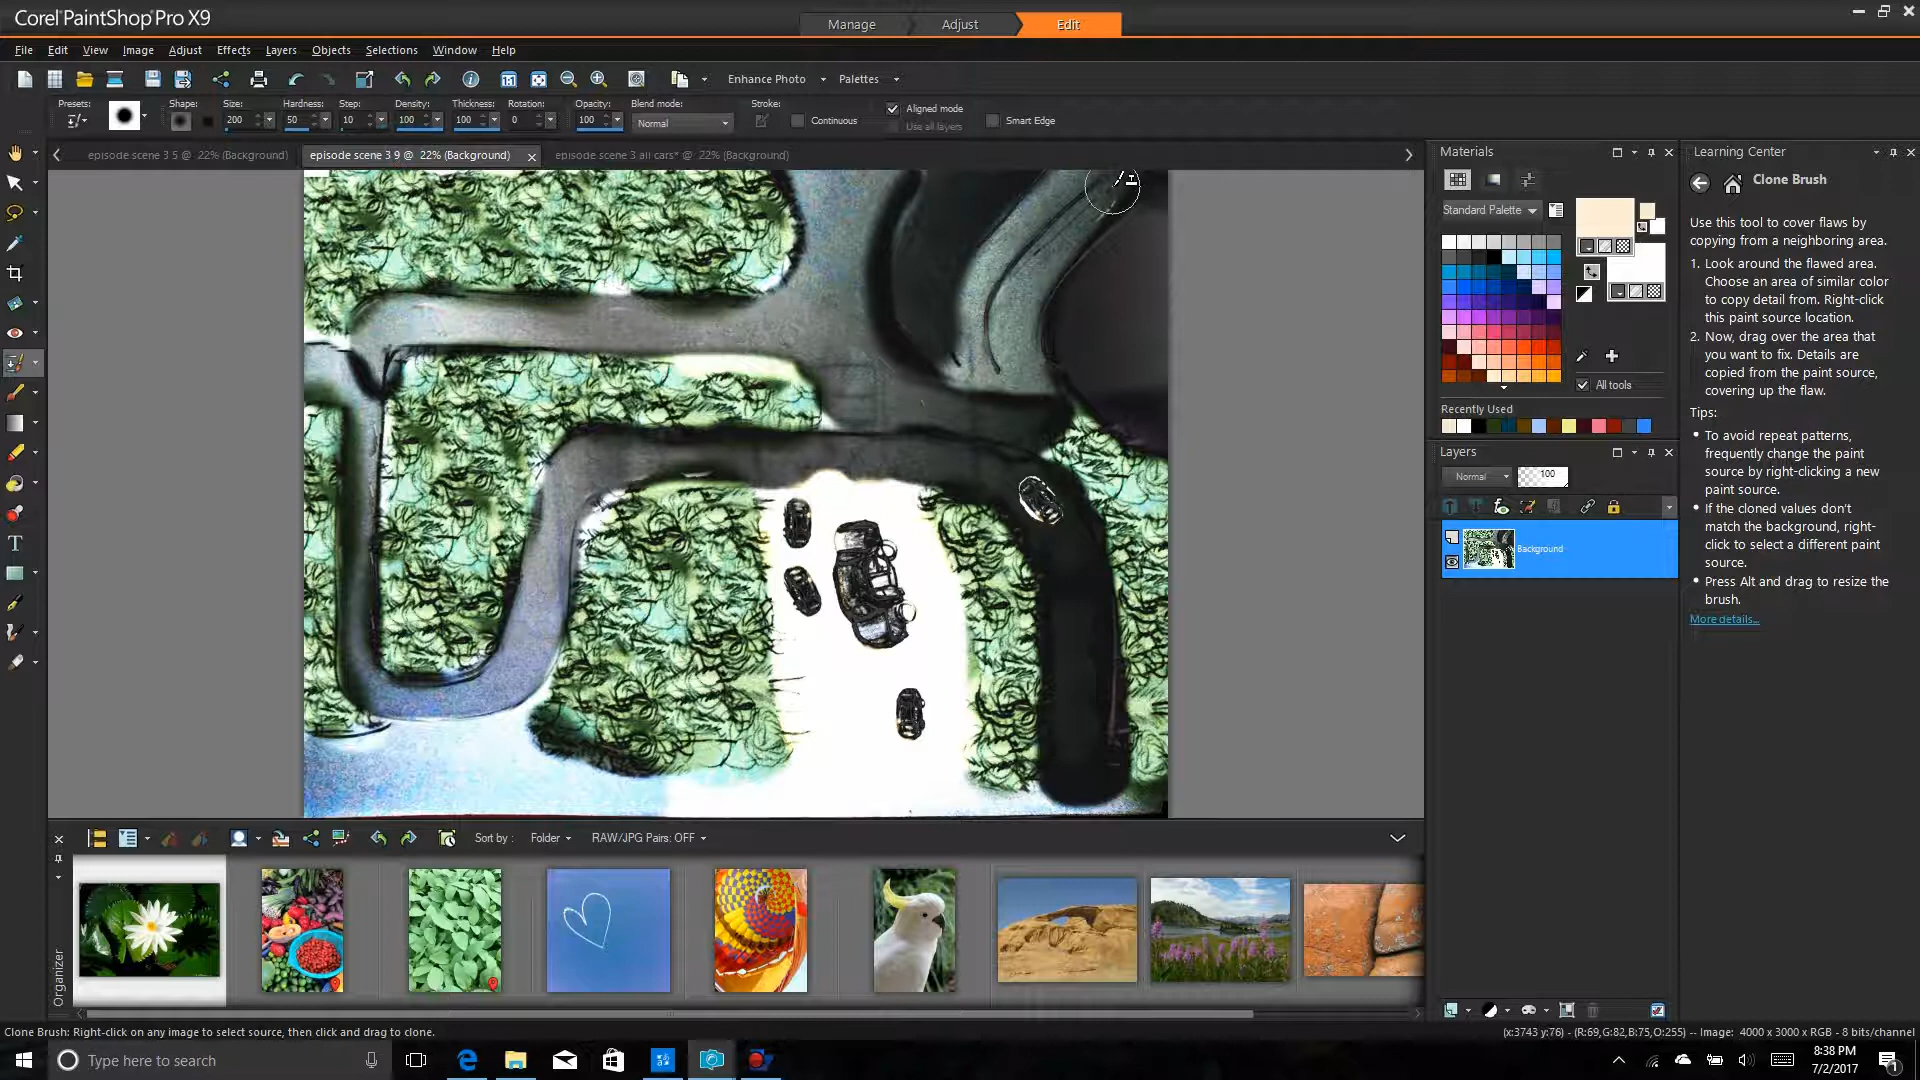 Corel PaintShop Pro X9
Manage Adjust Edit
File Edit View Image Adjust Effects Layers Objects Selections Window Help
Enhance Photo Palettes
Presets: Shape: Size: Hardness: Step: Density: Thickness: Rotation: Opacity: Blend mode: Stroke: Aligned mode
200 50 10 100 100 0 100 Normal Continuous Use all layers Smart Edge
episode scene 3 5 @ 22% (Background) episode scene 3 9 @ 22% (Background) episode scene 3 all cars* @ 22% (Background)
Materials
Standard Palette
All tools
Recently Used
Layers
Normal 100
Background
Learning Center
Clone Brush
Use this tool to cover flaws by
copying from a neighboring area.
1. Look around the flawed area.
Choose an area of similar color
to copy detail from. Right-click
this paint source location.
2. Now, drag over the area that
you want to fix. Details are
copied from the paint source,
covering up the flaw.
Tips:
• To avoid repeat patterns,
frequently change the paint
source by right-clicking a new
paint source.
• If the cloned values don't
match the background, right-
click to select a different paint
source.
• Press Alt and drag to resize the
brush.
More details...
Sort by : Folder RAW/JPG Pairs: OFF
Organizer
Clone Brush: Right-click on any image to select source, then click and drag to clone.
(x:3743 y:76) - (R:69,G:82,B:75,O:255) -- Image: 4000 x 3000 x RGB - 8 bits/channel
Type here to search
8:38 PM
7/2/2017
1